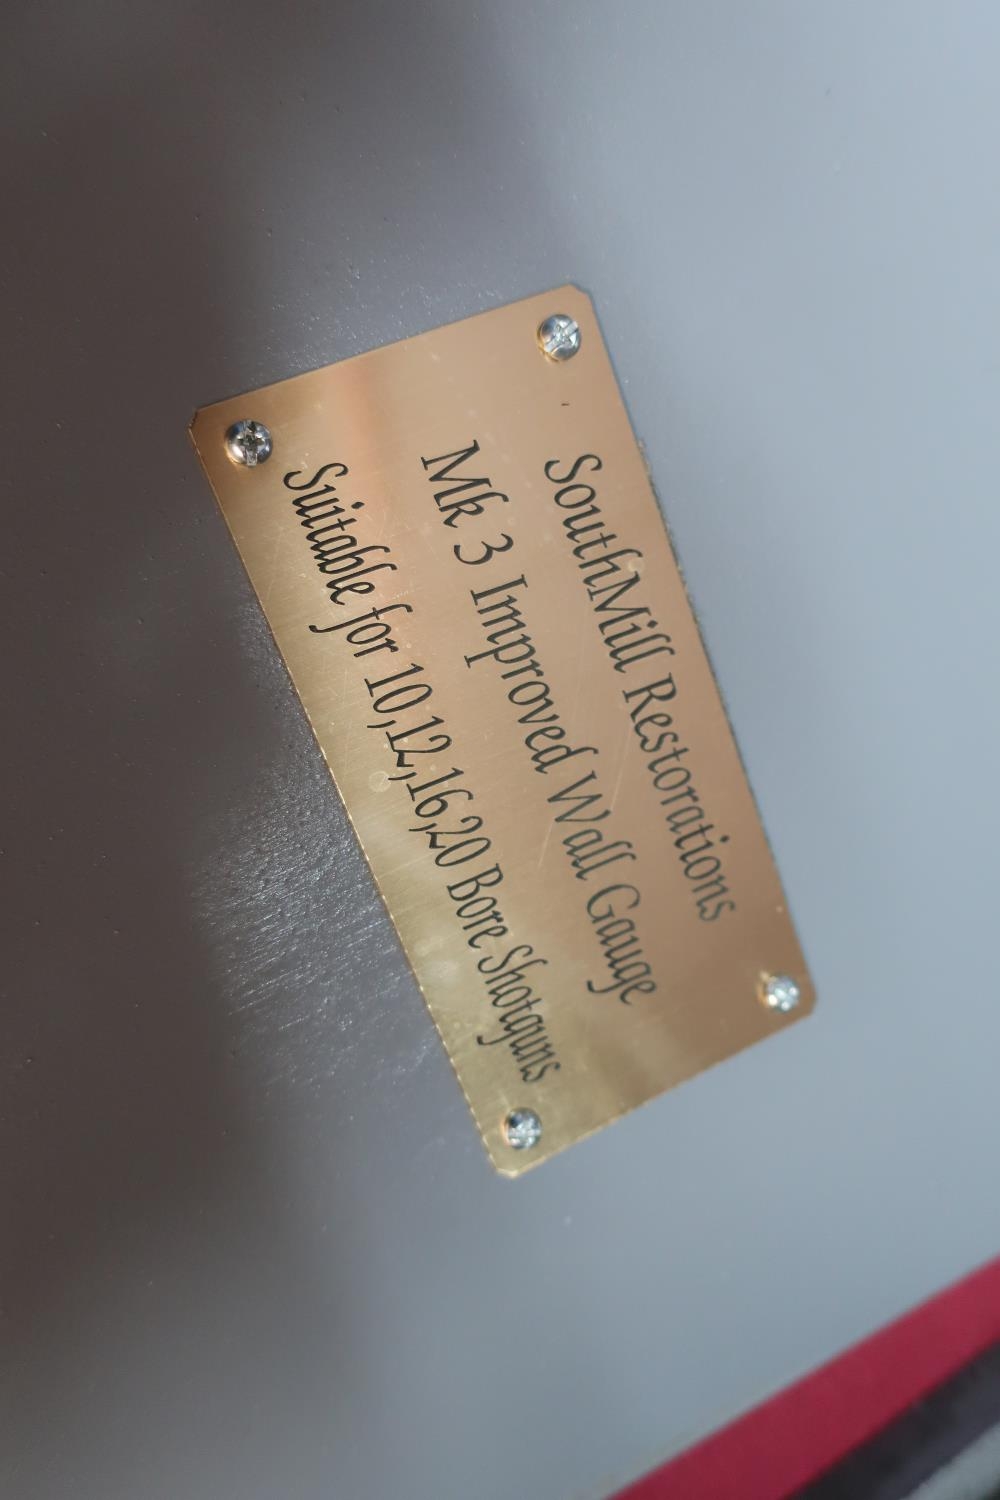 SouthMill Restorations
Mk 3 Improved Wall Gauge
Suitable for 10,12,16,20 Bore Shotguns